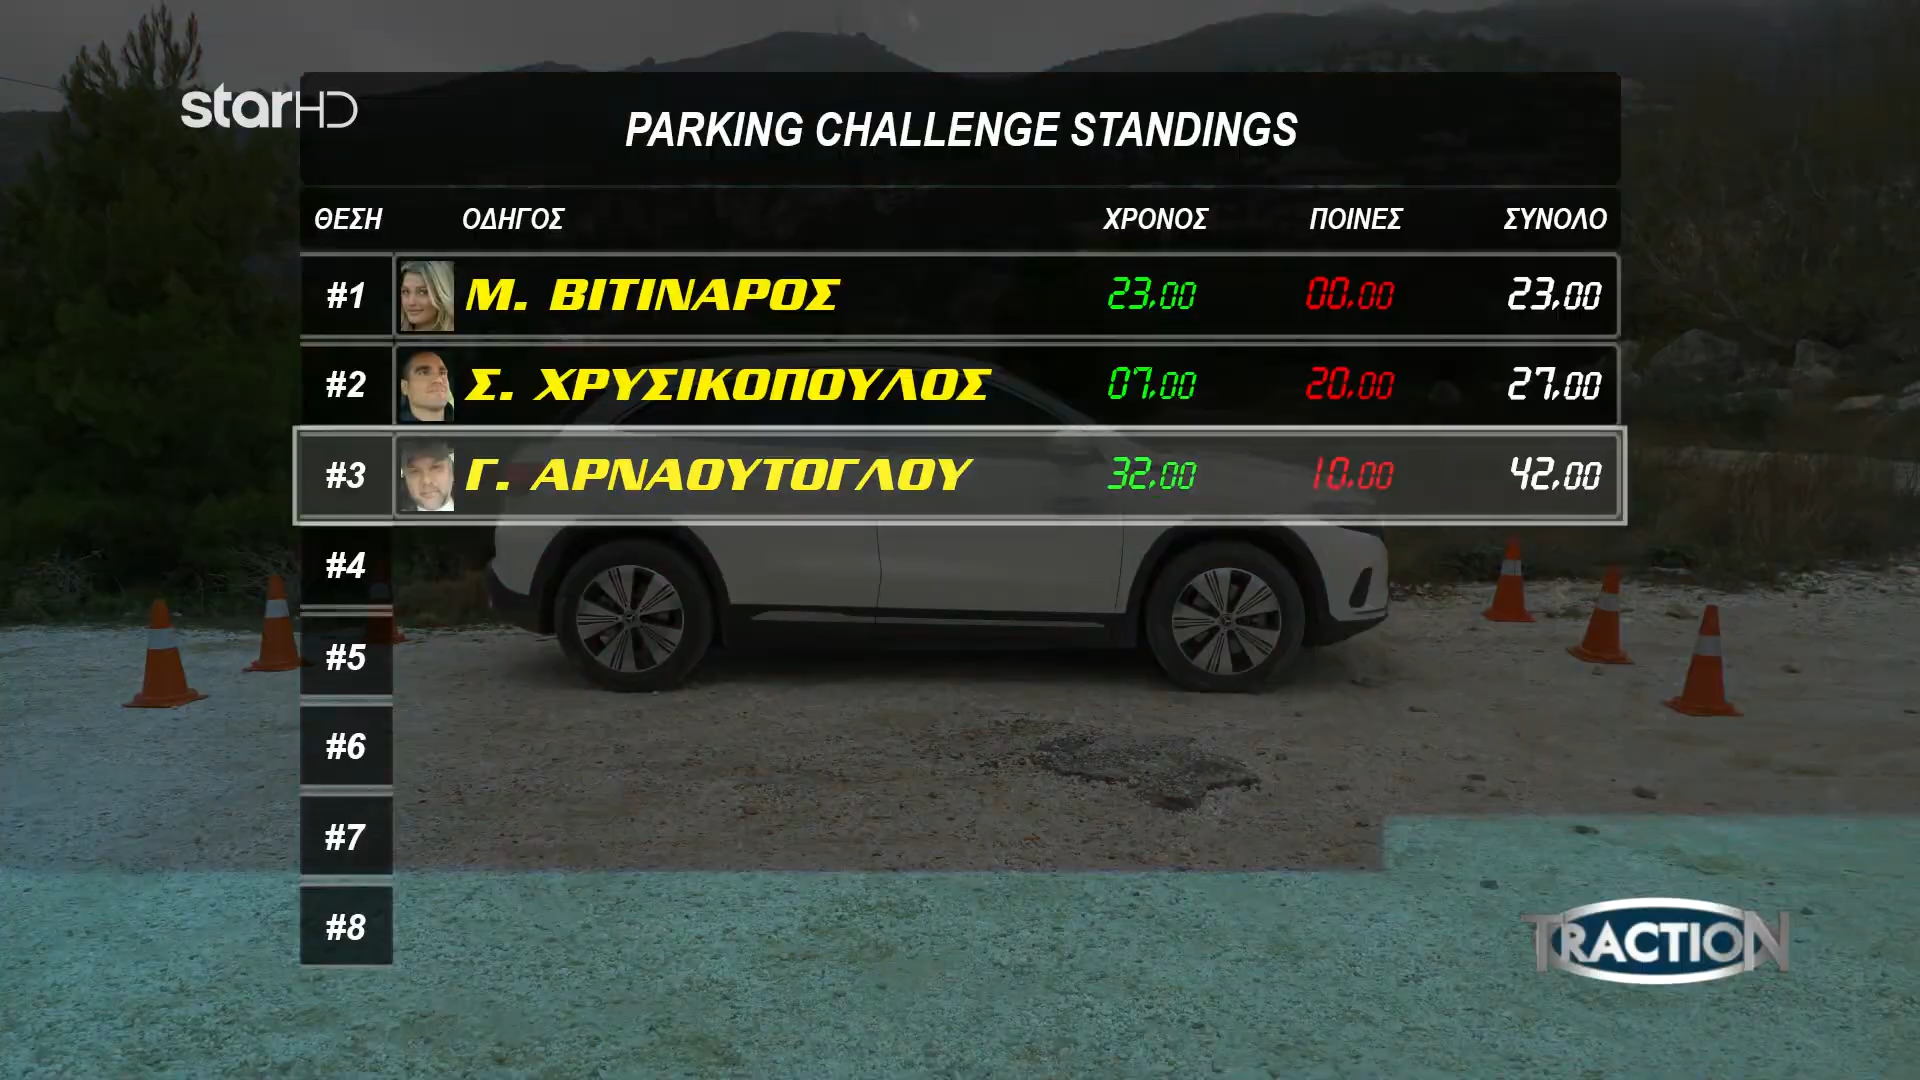 starHD
PARKING CHALLENGE STANDINGS
ΘΕΣΗ ΟΔΗΓΟΣ ΧΡΟΝΟΣ ΠΟΙΝΕΣ ΣΥΝΟΛΟ
#1 Μ. ΒΙΤΙΝΑΡΟΣ 23,00 00,00 23,00
#2 Σ. ΧΡΥΣΙΚΟΠΟΥΛΟΣ 07,00 20,00 27,00
#3 Γ. ΑΡΝΑΟΥΤΟΓΛΟΥ 32,00 10,00 42,00
#4
#5
#6
#7
#8
TRACTION